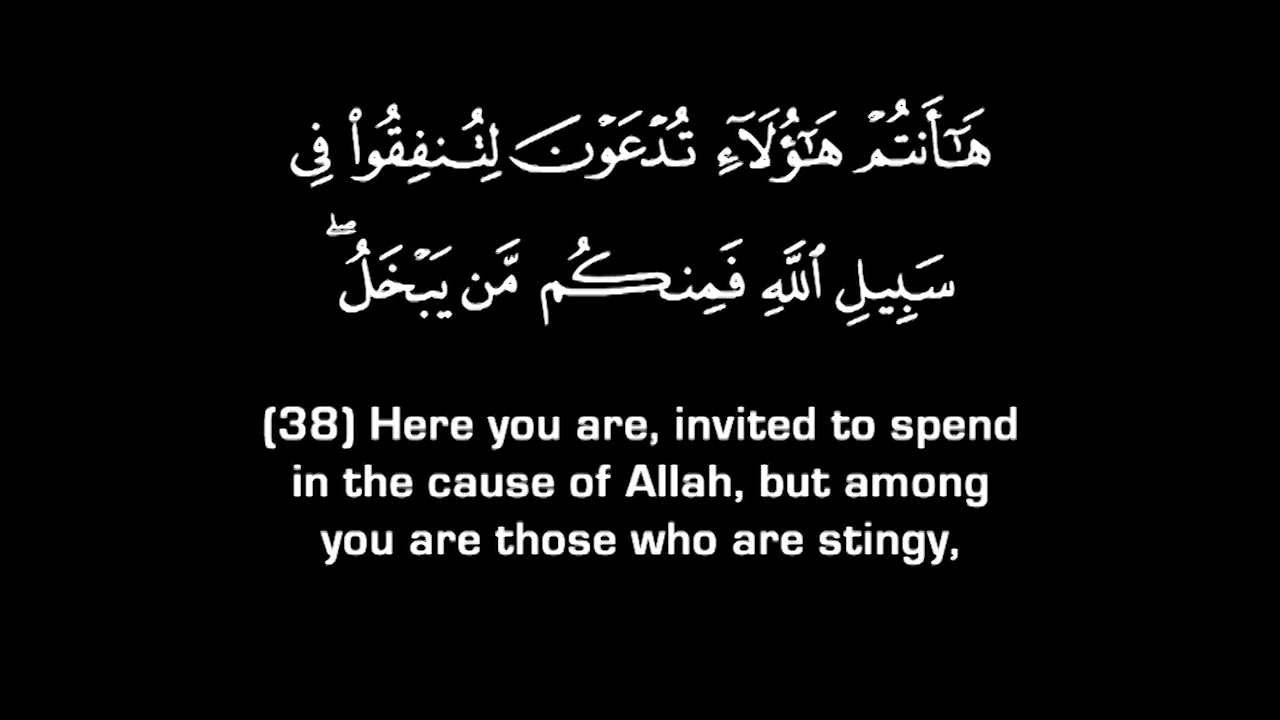 هَٰٓأَنتُمْ هَٰٓؤُلَآءِ تُدْعَوْنَ لِتُنفِقُوا۟ فِى
سَبِيلِ ٱللَّهِ فَمِنكُم مَّن يَبْخَلُ ۖ
(38) Here you are, invited to spend
in the cause of Allah, but among
you are those who are stingy,